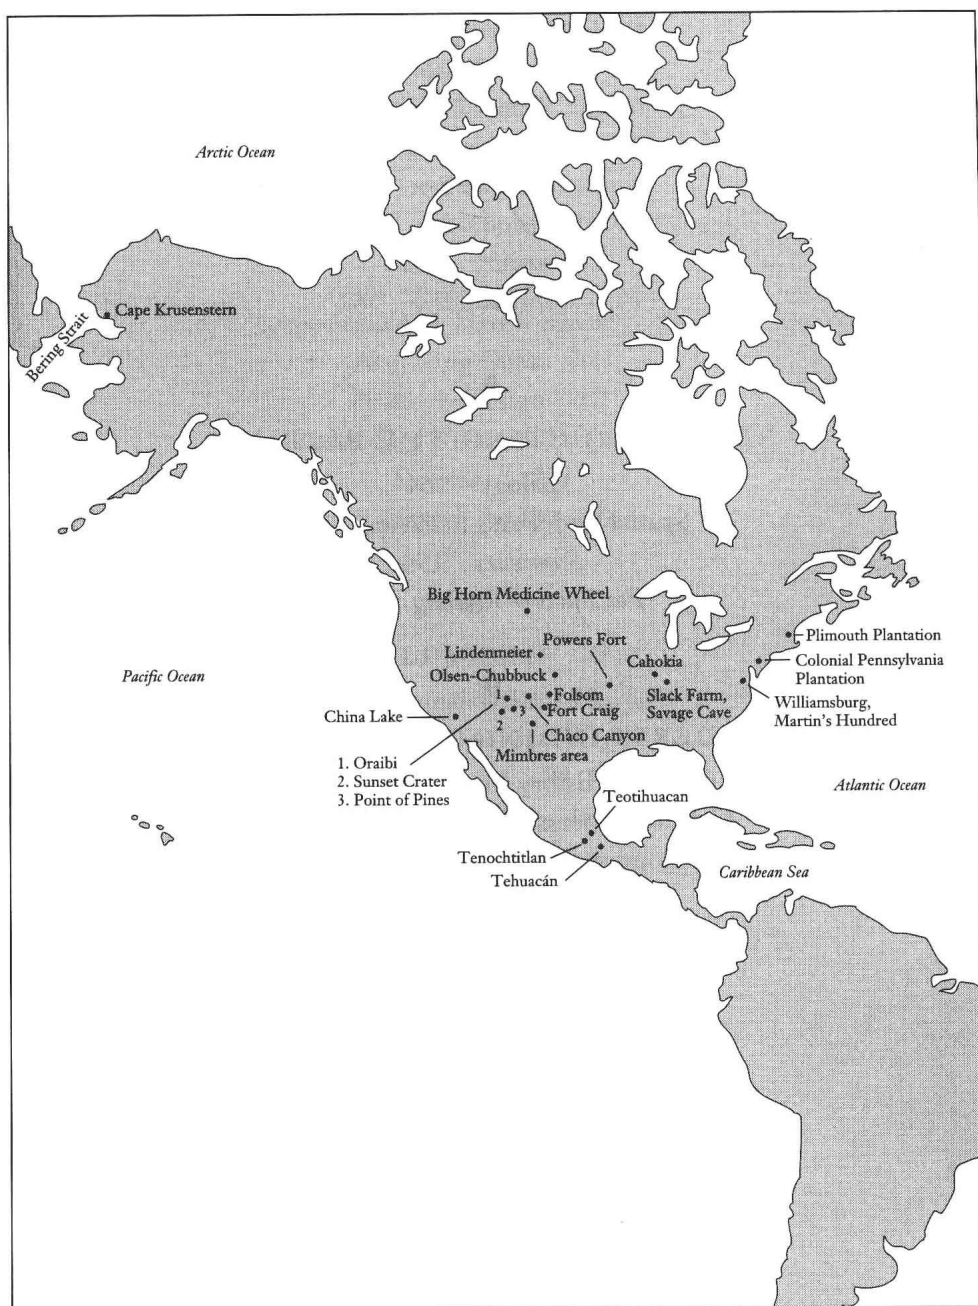 Arctic Ocean
Cape Krusenstern
Bering Strait
Big Horn Medicine Wheel
Powers Fort
Plimouth Plantation
Lindenmeier
Cahokia
Colonial Pennsylvania
Plantation
Olsen-Chubbuck
Pacific Ocean
1
Folsom
Slack Farm,
Savage Cave
Williamsburg,
Martin's Hundred
China Lake
2
3
Fort Craig
Chaco Canyon
Mimbres area
1. Oraibi
2. Sunset Crater
3. Point of Pines
Atlantic Ocean
Teotihuacan
Tenochtitlan
Tehuacán
Caribbean Sea